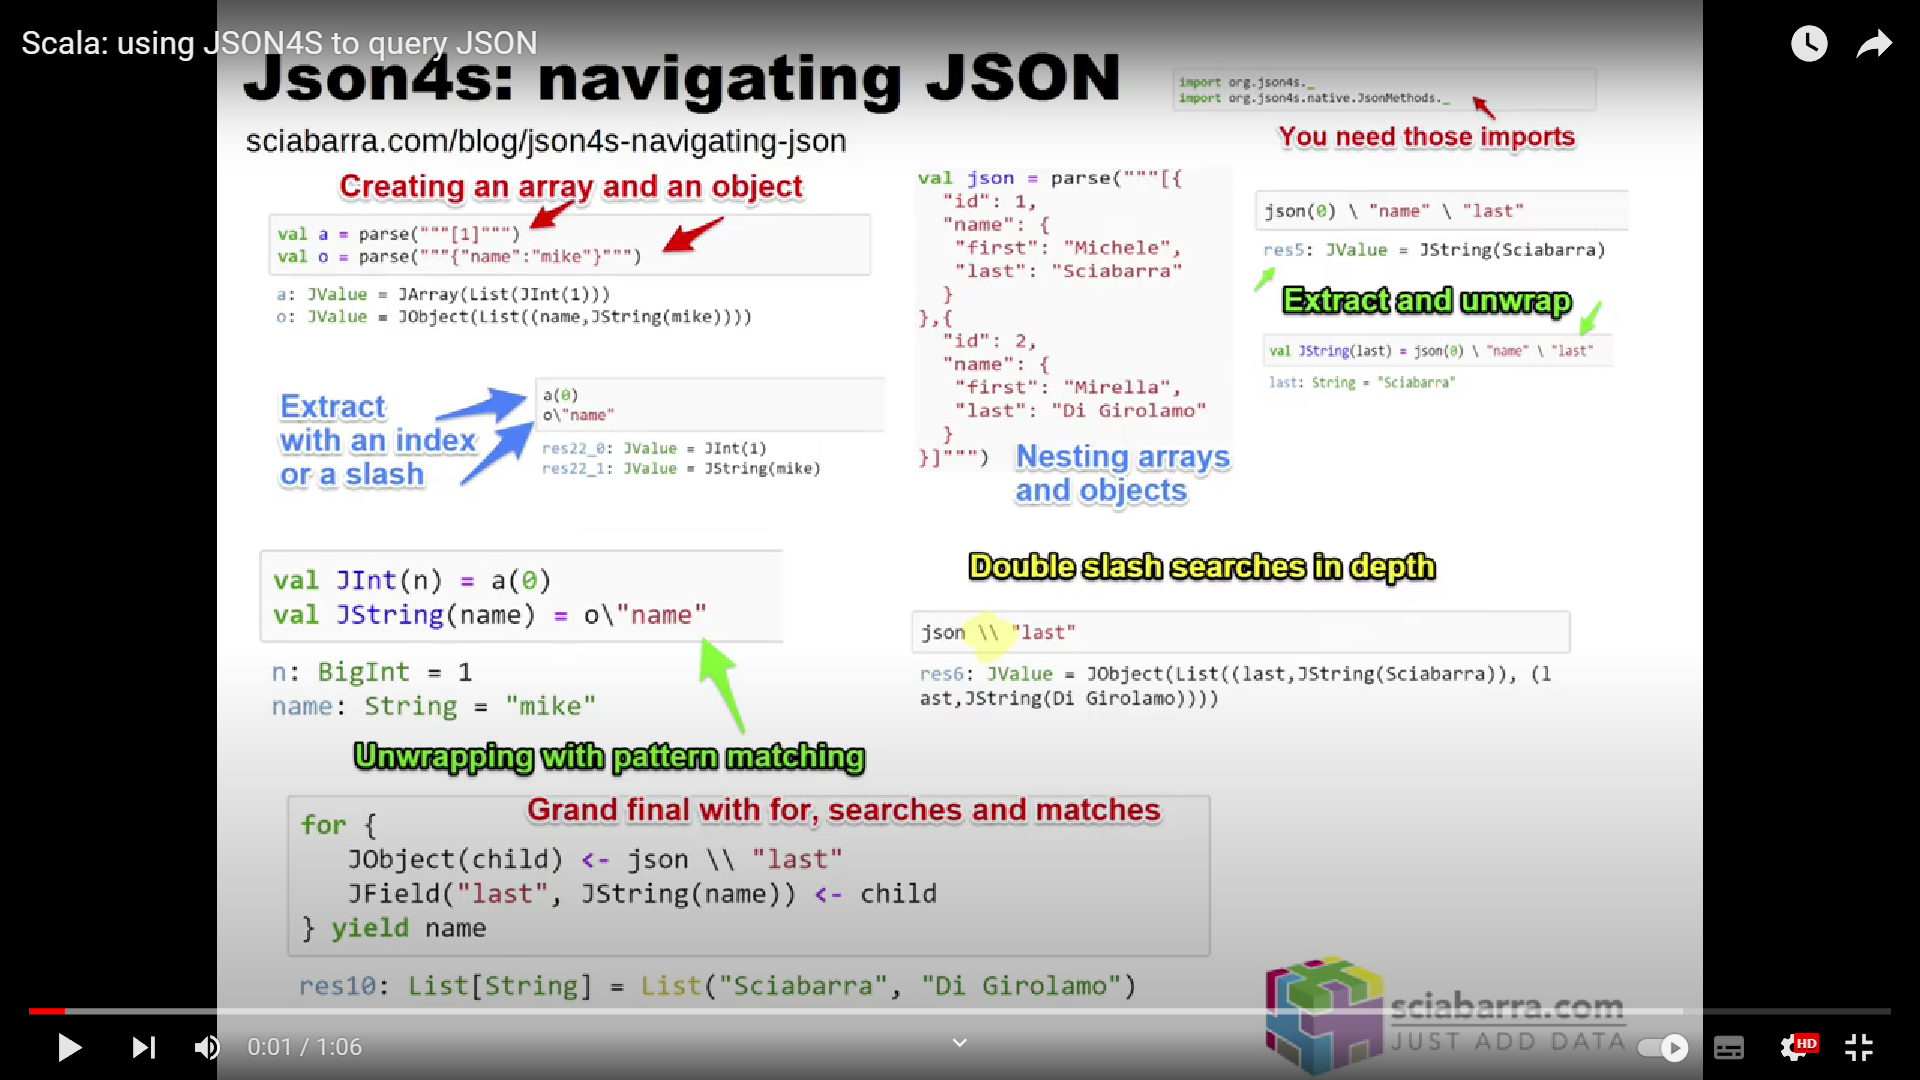 Scala: using JSON4S to query JSON
Json4s: navigating JSON
sciabarra.com/blog/json4s-navigating-json
import org.json4s._
import org.json4s.native.JsonMethods._
You need those imports
Creating an array and an object
val a = parse("""[1]""")
val o = parse("""{"name":"mike"}""")
a: JValue = JArray(List(JInt(1)))
o: JValue = JObject(List((name,JString(mike))))
Extract
with an index
or a slash
a(0)
o\"name"
res22_0: JValue = JInt(1)
res22_1: JValue = JString(mike)
val json = parse("""[{
"id": 1,
"name": {
"first": "Michele",
"last": "Sciabarra"
}
},{
"id": 2,
"name": {
"first": "Mirella",
"last": "Di Girolamo"
}
}]""")
Nesting arrays
and objects
json(0) \ "name" \ "last"
res5: JValue = JString(Sciabarra)
Extract and unwrap
val JString(last) = json(0) \ "name" \ "last"
last: String = "Sciabarra"
val JInt(n) = a(0)
val JString(name) = o\"name"
n: BigInt = 1
name: String = "mike"
Unwrapping with pattern matching
Double slash searches in depth
json \\ "last"
res6: JValue = JObject(List((last,JString(Sciabarra)), (l
ast,JString(Di Girolamo))))
Grand final with for, searches and matches
for {
JObject(child) <- json \\ "last"
JField("last", JString(name)) <- child
} yield name
res10: List[String] = List("Sciabarra", "Di Girolamo")
sciabarra.com
JUST ADD DATA
0:01 / 1:06
HD